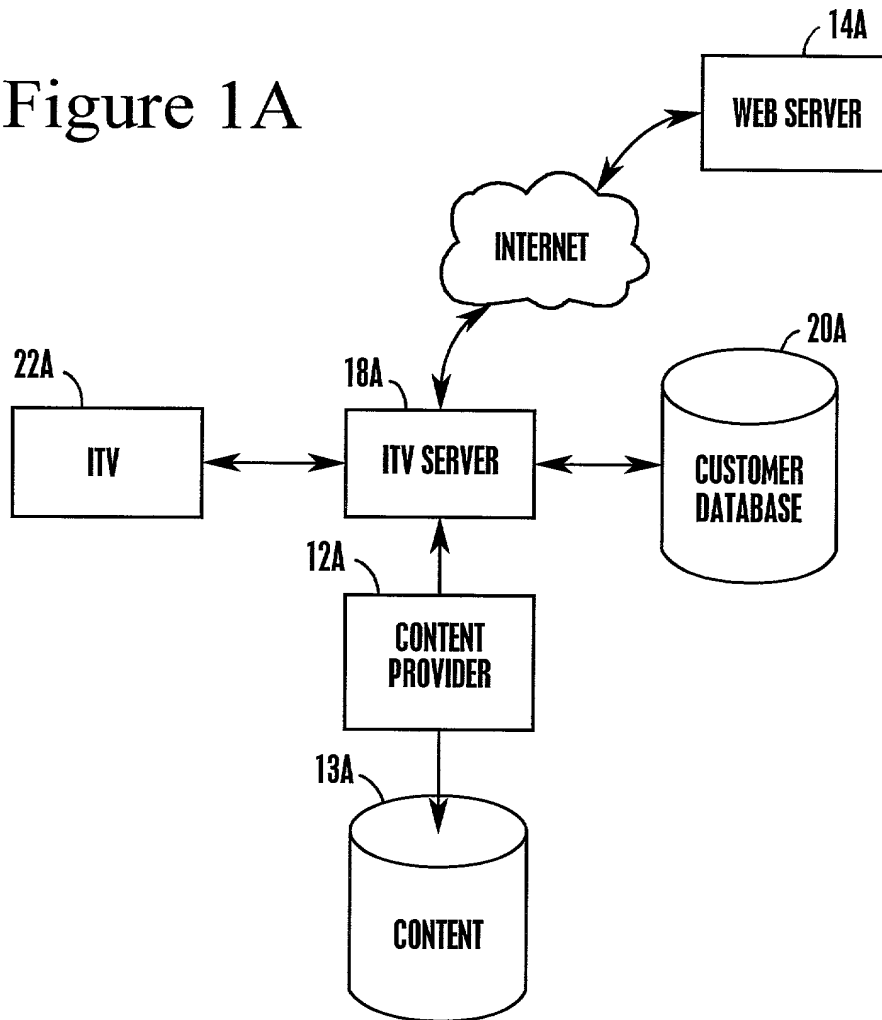 Figure 1A
14A
WEB SERVER
INTERNET
20A
22A
18A
ITV
ITV SERVER
CUSTOMER
DATABASE
12A
CONTENT
PROVIDER
13A
CONTENT